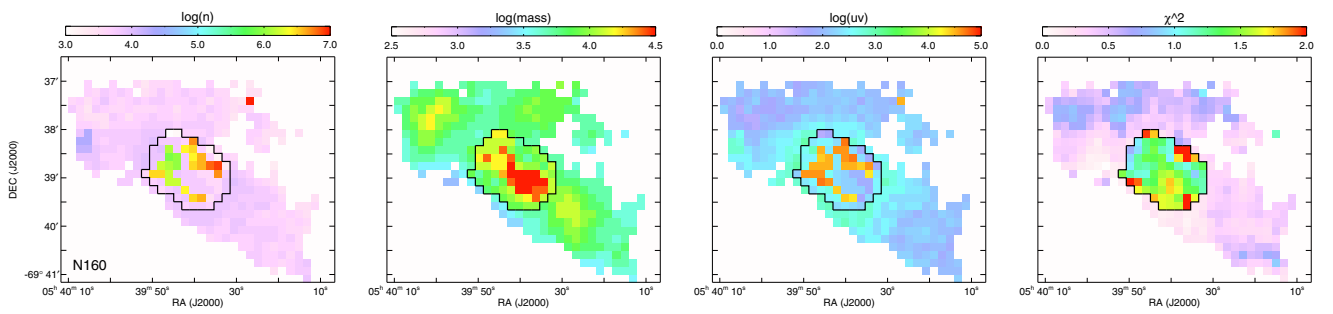 log(n)
3.0 4.0 5.0 6.0 7.0
log(mass)
2.5 3.0 3.5 4.0 4.5
log(uv)
0.0 1.0 2.0 3.0 4.0 5.0
χ^2
0.0 0.5 1.0 1.5 2.0
DEC (J2000)
37′
38′
39′
40′
-69° 41′
N160
05ʰ 40ᵐ 10ˢ 39ᵐ 50ˢ 30ˢ 10ˢ
RA (J2000)
05ʰ 40ᵐ 10ˢ 39ᵐ 50ˢ 30ˢ 10ˢ
RA (J2000)
05ʰ 40ᵐ 10ˢ 39ᵐ 50ˢ 30ˢ 10ˢ
RA (J2000)
05ʰ 40ᵐ 10ˢ 39ᵐ 50ˢ 30ˢ 10ˢ
RA (J2000)